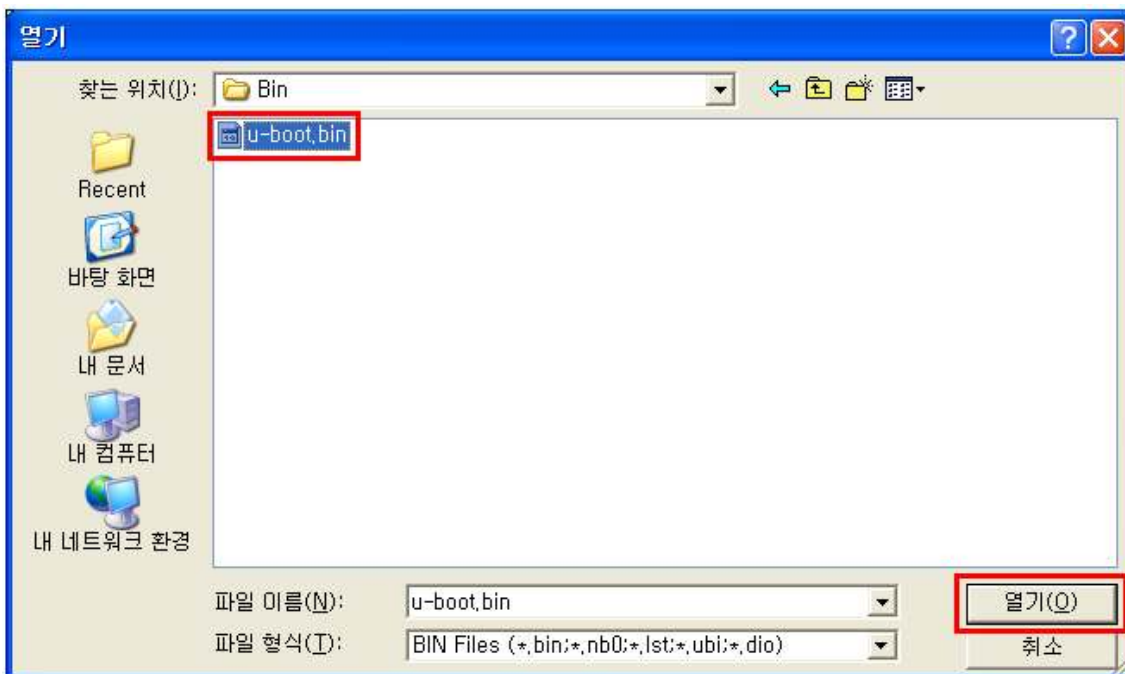 열기
찾는 위치(I): Bin
u-boot.bin
Recent
바탕 화면
내 문서
내 컴퓨터
내 네트워크 환경
파일 이름(N): u-boot.bin 열기(O)
파일 형식(T): BIN Files (*.bin;*.nb0;*.lst;*.ubi;*.dio) 취소